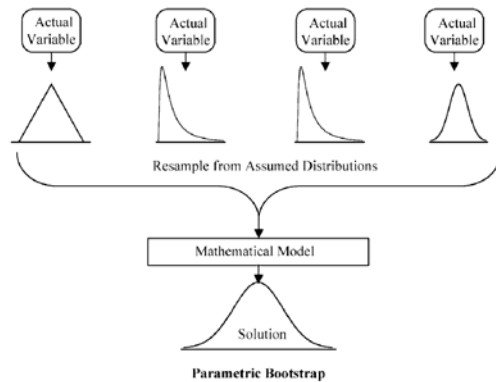 Actual
Variable
Actual
Variable
Actual
Variable
Actual
Variable
Resample from Assumed Distributions
Mathematical Model
Solution
Parametric Bootstrap